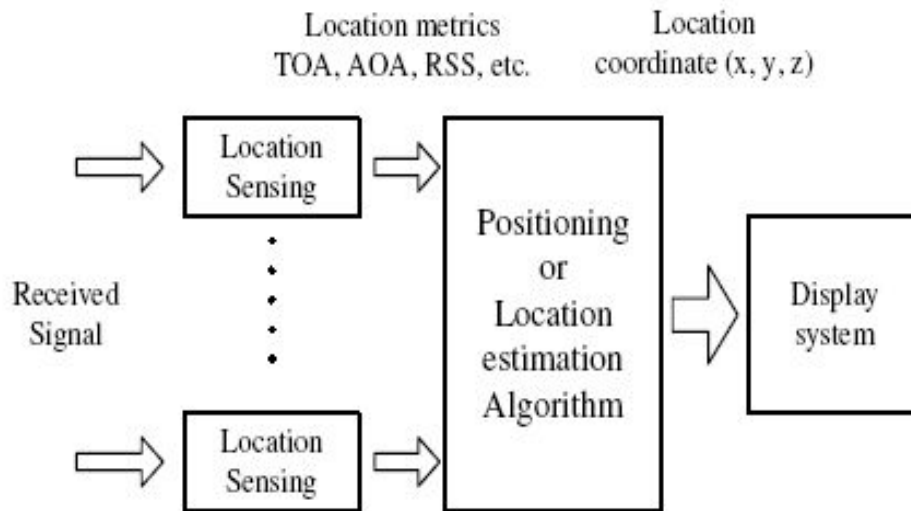 Location metrics
TOA, AOA, RSS, etc.
Location
coordinate (x, y, z)
Location
Sensing
Received
Signal
Positioning
or
Location
estimation
Algorithm
Display
system
Location
Sensing